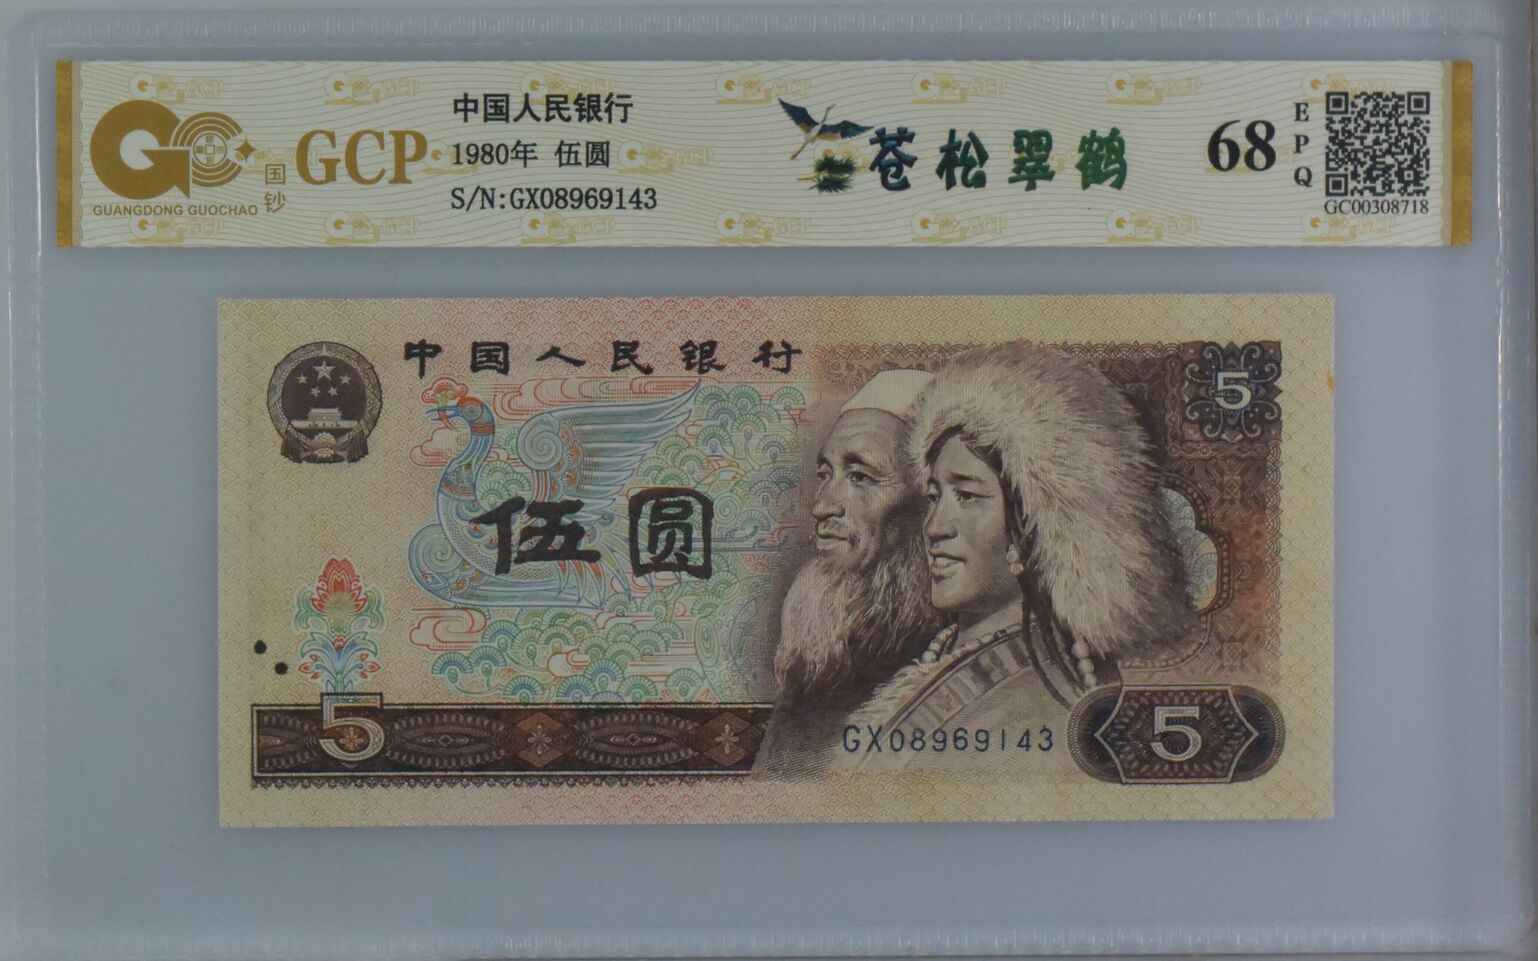 GCP
国钞
GUANGDONG GUOCHAO
中国人民银行
1980年 伍圆
S/N:GX08969143
苍松翠鹤
68
EPQ
GC00308718
中国人民银行
5
伍圆
5
GX08969143
5